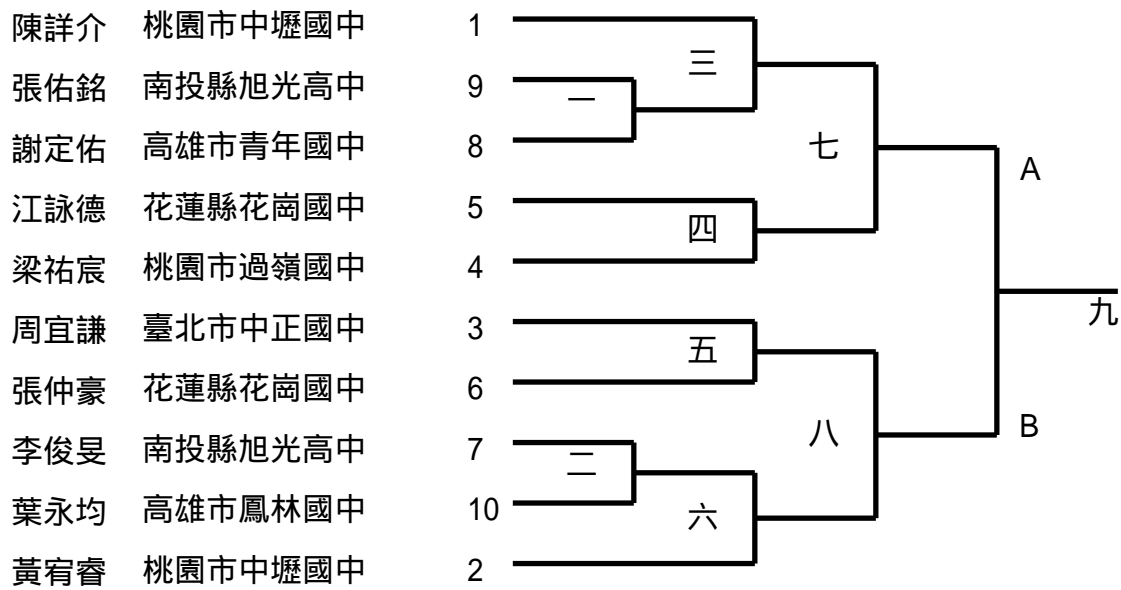 陳詳介 桃園市中壢國中 1
張佑銘 南投縣旭光高中 9
謝定佑 高雄市青年國中 8
江詠德 花蓮縣花崗國中 5
梁祐宸 桃園市過嶺國中 4
周宜謙 臺北市中正國中 3
張仲豪 花蓮縣花崗國中 6
李俊旻 南投縣旭光高中 7
葉永均 高雄市鳳林國中 10
黃宥睿 桃園市中壢國中 2
一
二
三
四
五
六
七
八
A
B
九